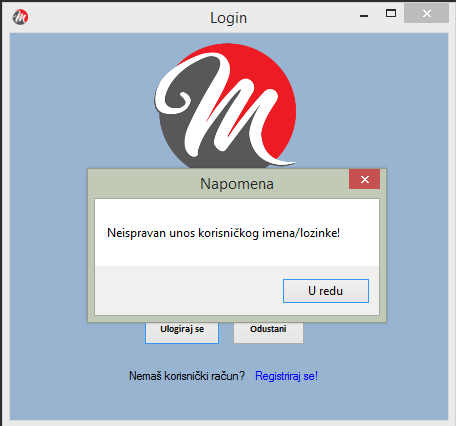 Login
M
Napomena
Neispravan unos korisničkog imena/lozinke!
U redu
Ulogiraj se
Odustani
Nemaš korisnički račun? Registriraj se!